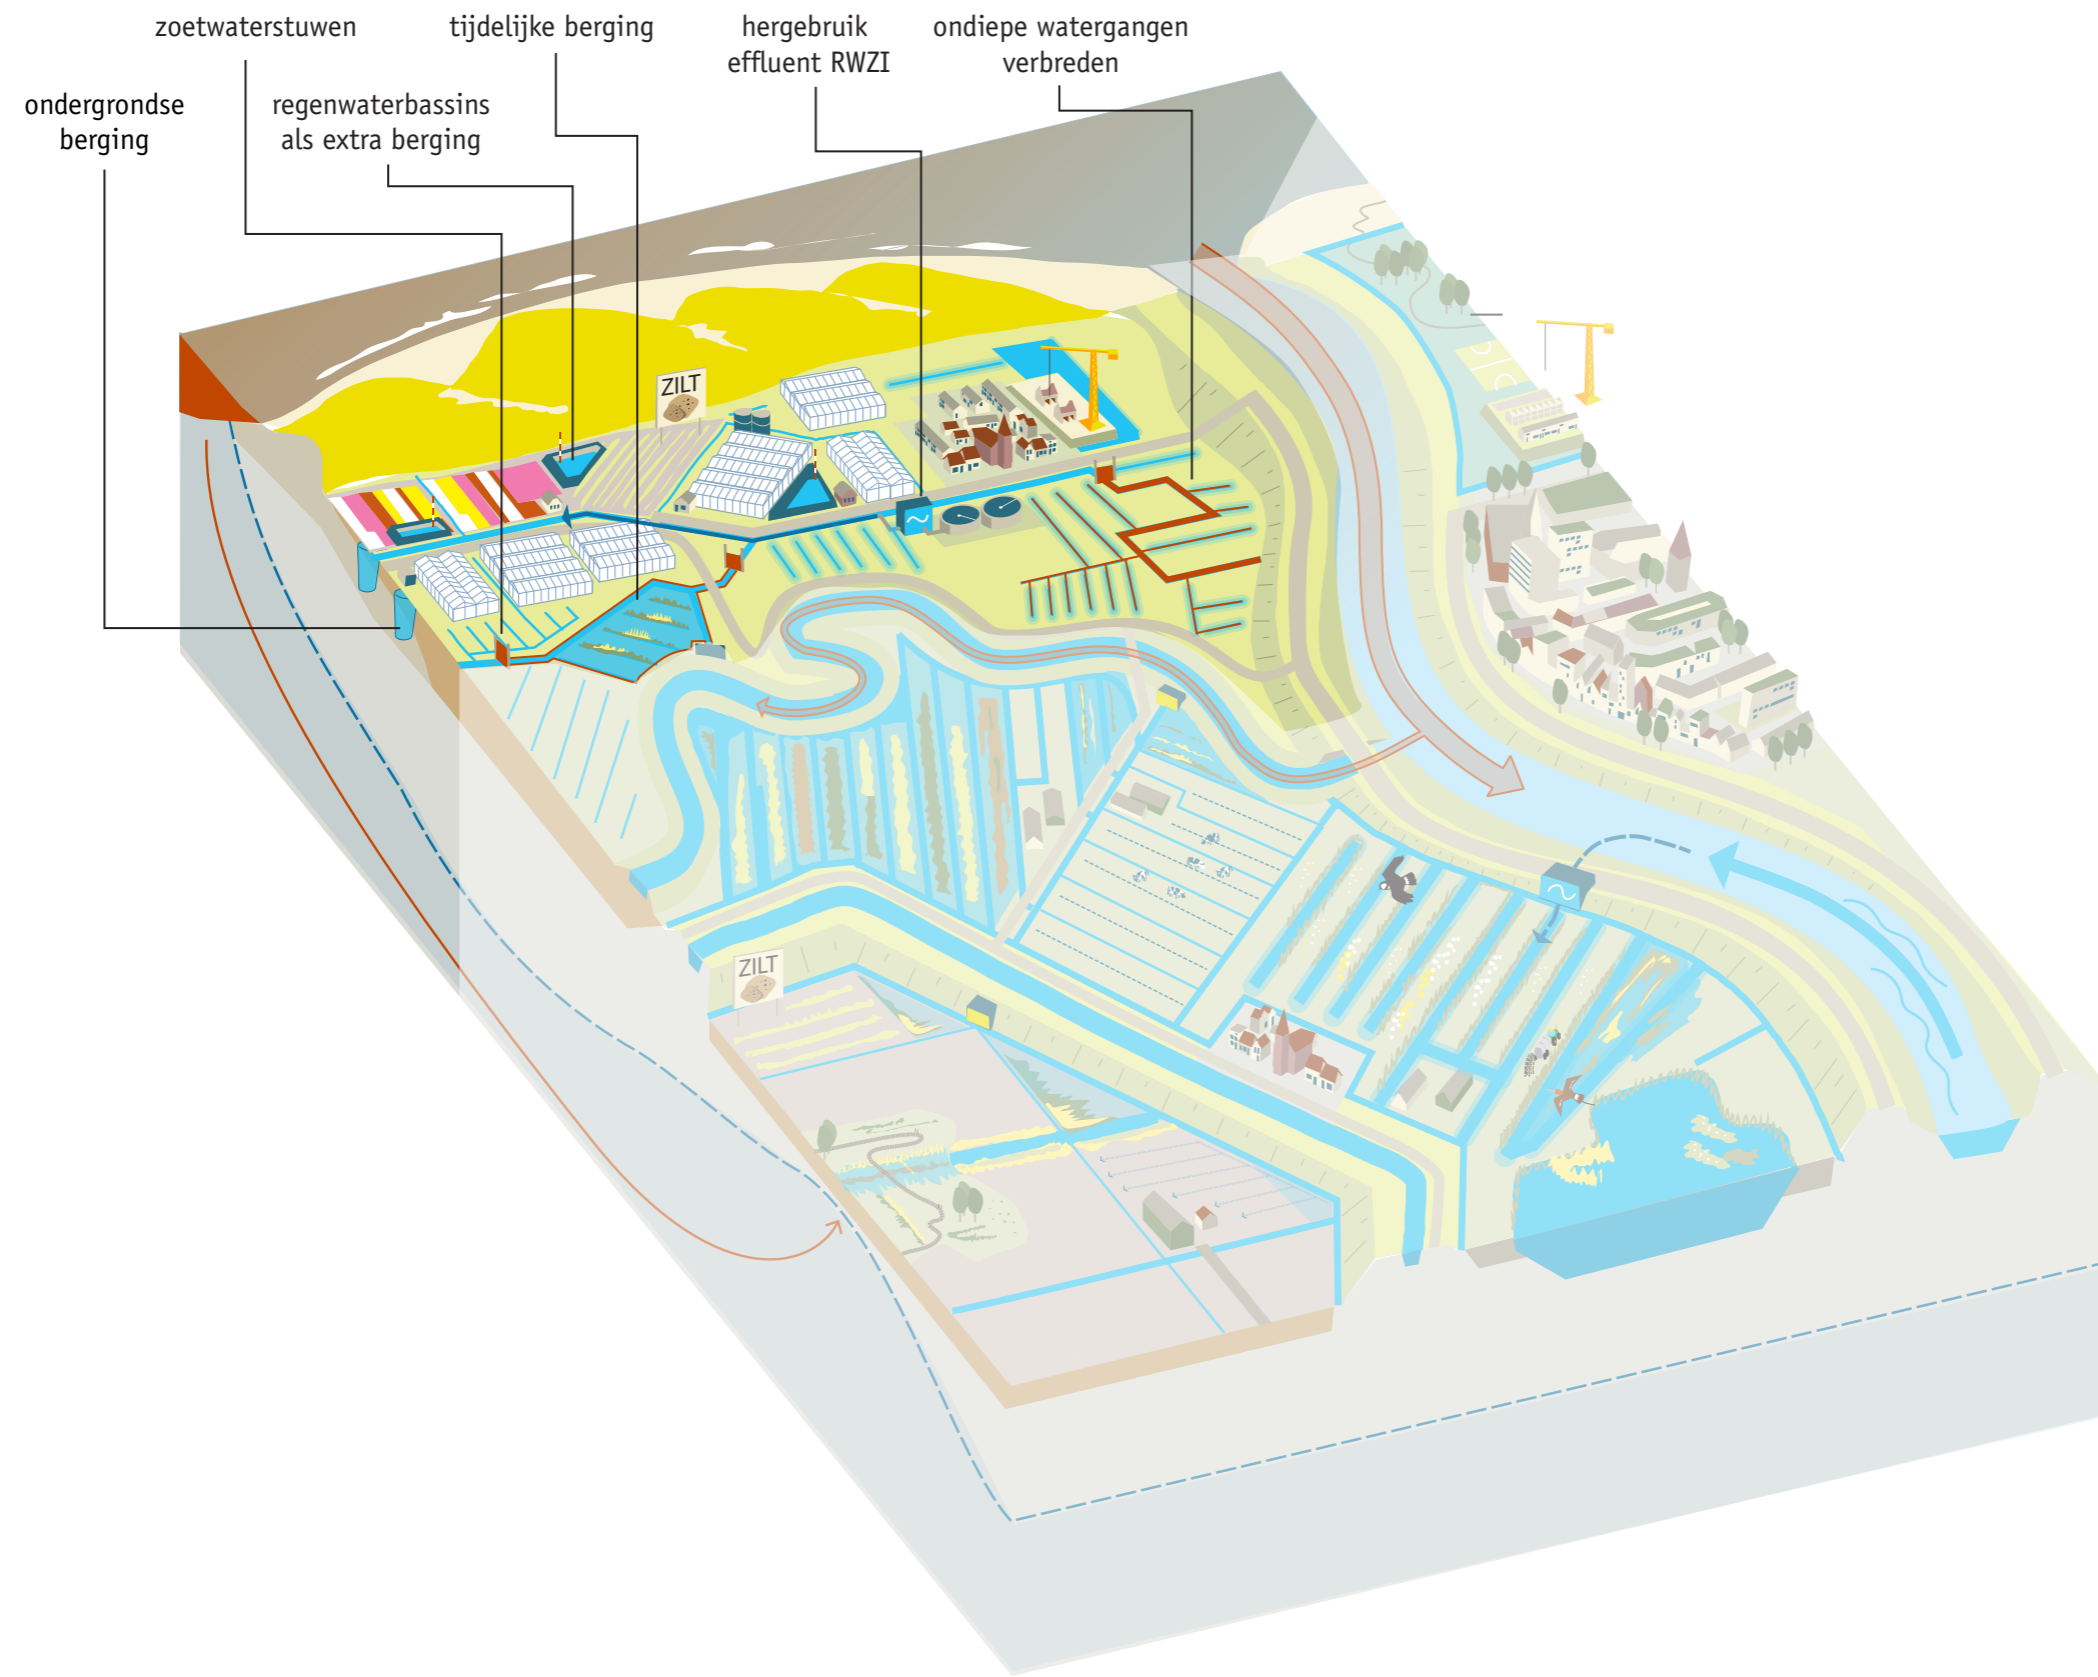 zoetwaterstuwen
tijdelijke berging
hergebruik
effluent RWZI
ondiepe watergangen
verbreden
ondergrondse
berging
regenwaterbassins
als extra berging
ZILT
ZILT